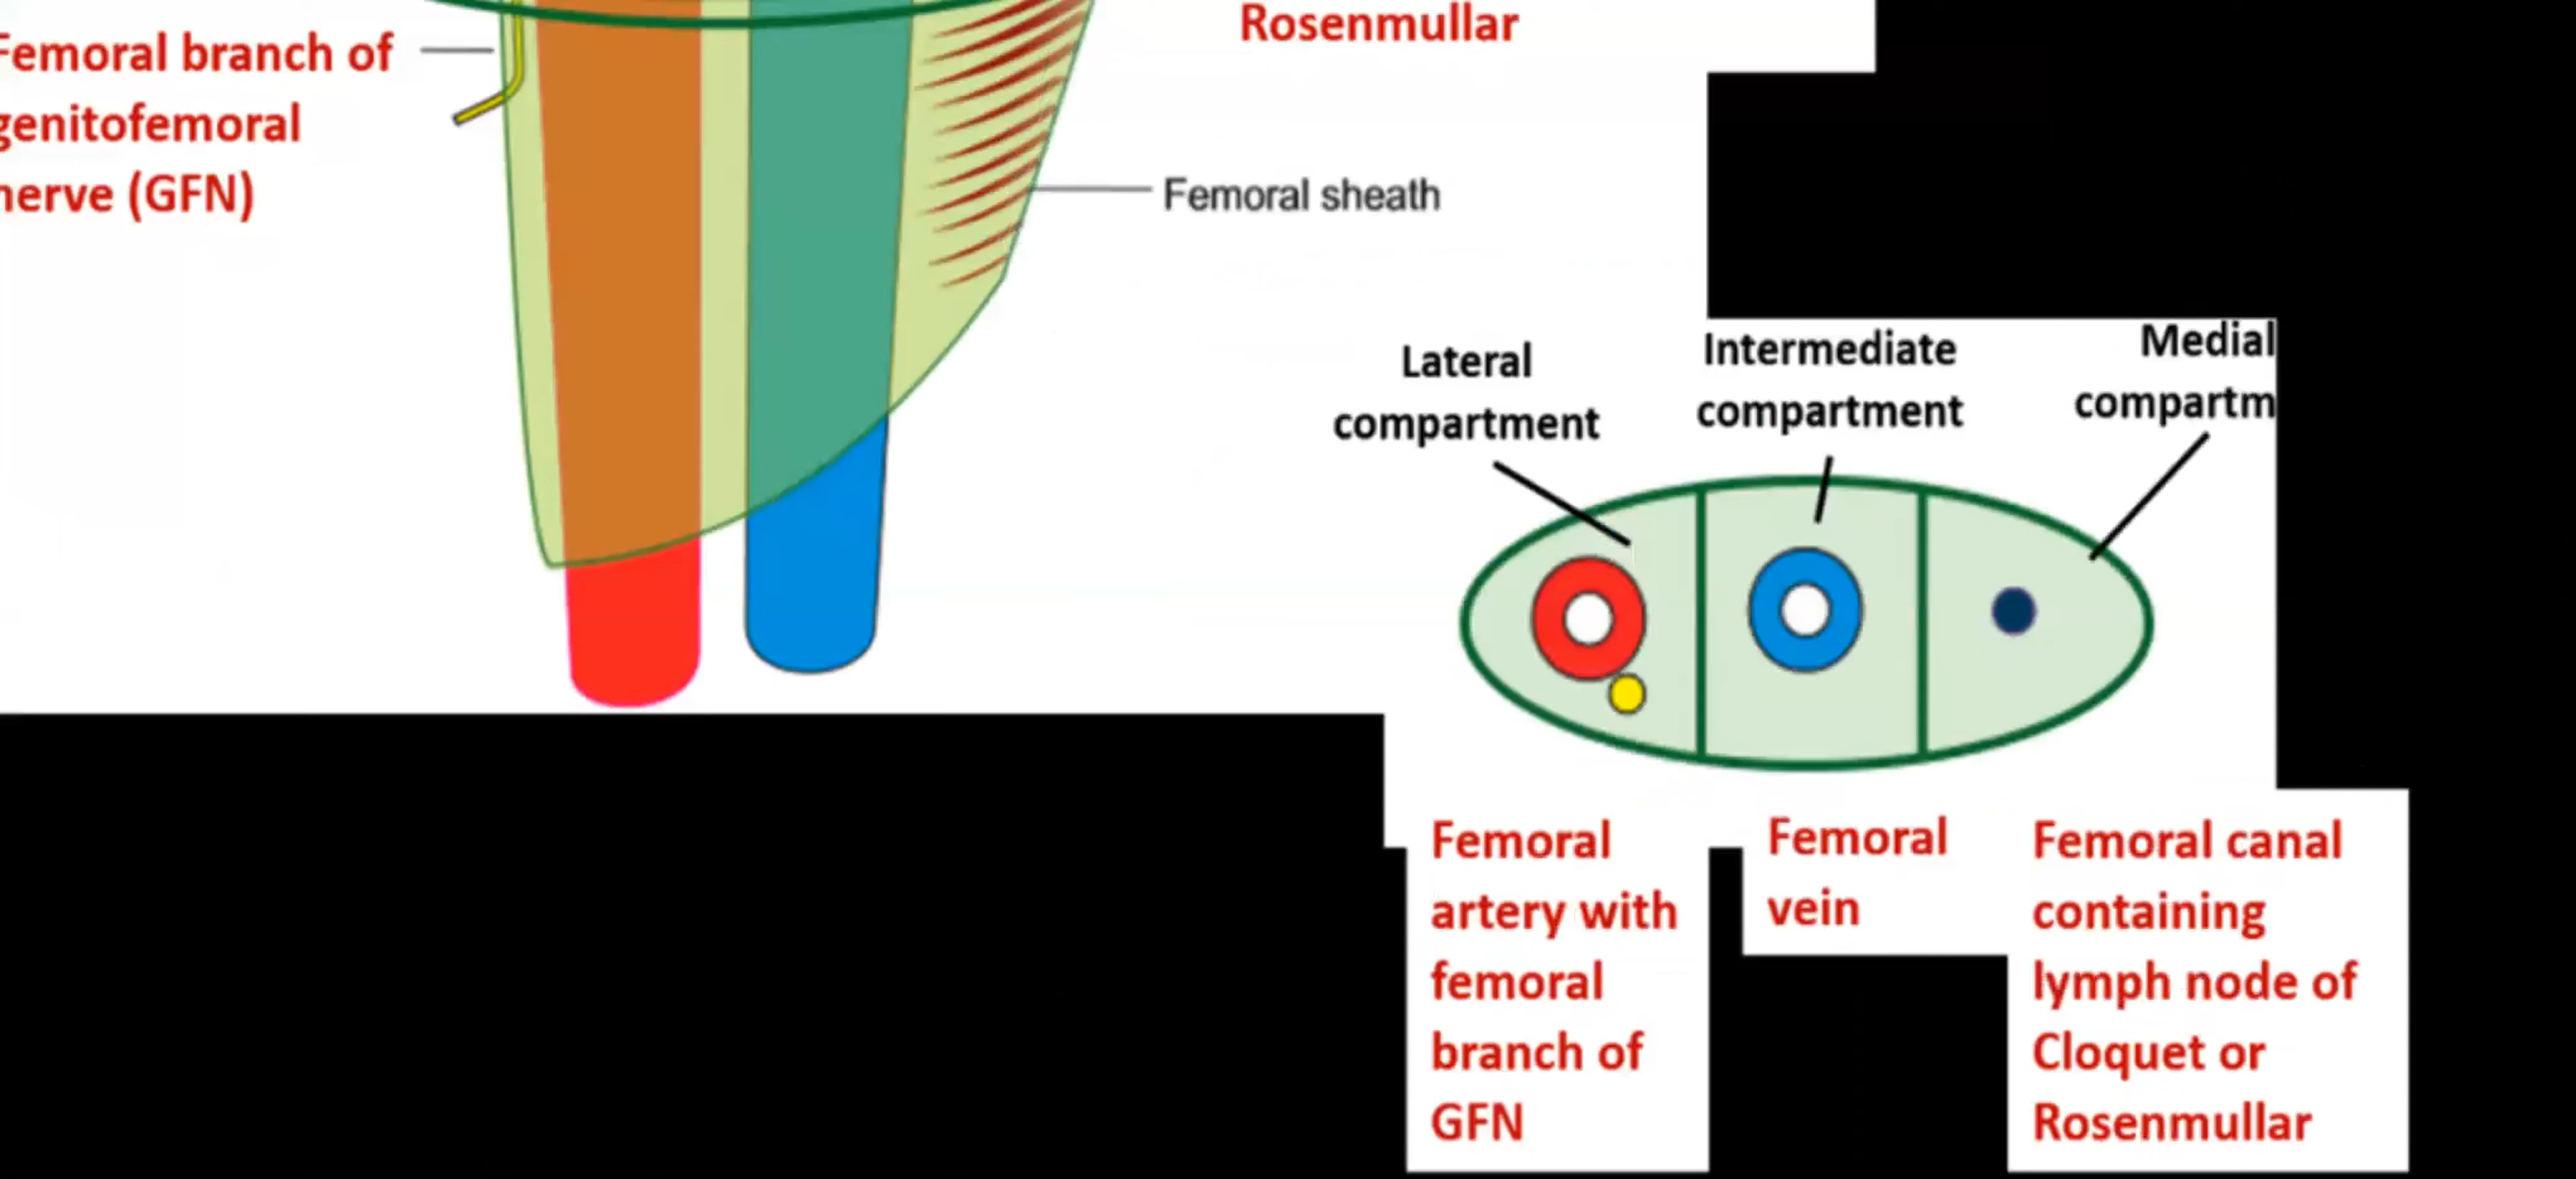 Rosenmullar
Femoral branch of
genitofemoral
nerve (GFN)
Femoral sheath
Lateral
compartment
Intermediate
compartment
Medial
compartm
Femoral
artery with
femoral
branch of
GFN
Femoral
vein
Femoral canal
containing
lymph node of
Cloquet or
Rosenmullar